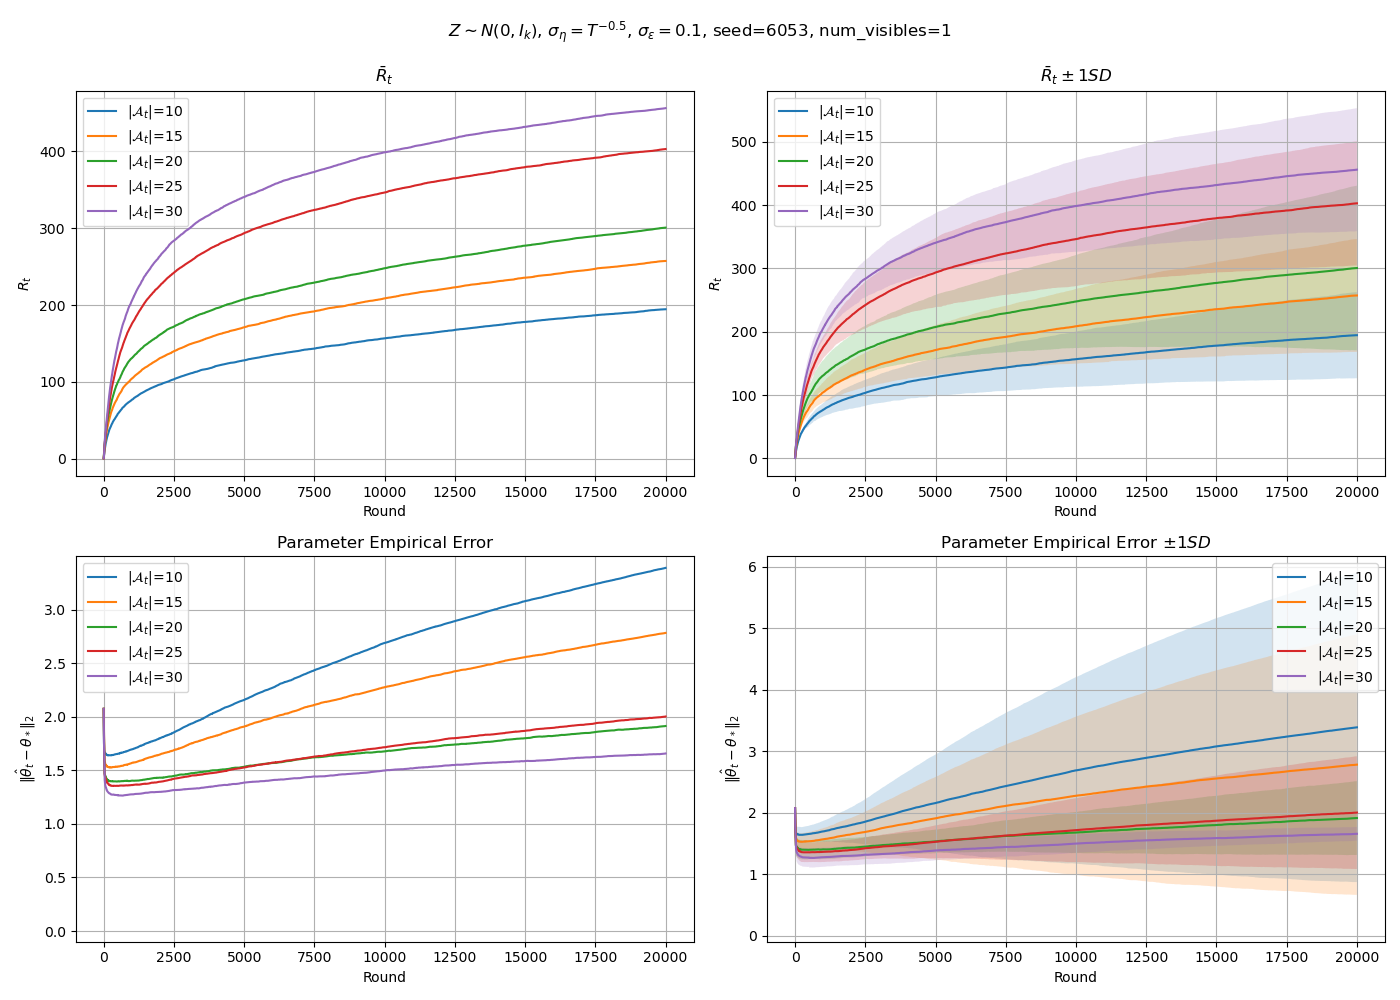 Z ∼ N(0, I_k), σ_η = T^{−0.5}, σ_ε = 0.1, seed=6053, num_visibles=1
R̄_t
|𝒜_t|=10
|𝒜_t|=15
|𝒜_t|=20
|𝒜_t|=25
|𝒜_t|=30
R_t
400
300
200
100
0
0 2500 5000 7500 10000 12500 15000 17500 20000
Round
R̄_t ± 1SD
|𝒜_t|=10
|𝒜_t|=15
|𝒜_t|=20
|𝒜_t|=25
|𝒜_t|=30
R_t
500
400
300
200
100
0
0 2500 5000 7500 10000 12500 15000 17500 20000
Round
Parameter Empirical Error
|𝒜_t|=10
|𝒜_t|=15
|𝒜_t|=20
|𝒜_t|=25
|𝒜_t|=30
‖θ̂_t − θ_*‖_2
3.0
2.5
2.0
1.5
1.0
0.5
0.0
0 2500 5000 7500 10000 12500 15000 17500 20000
Round
Parameter Empirical Error ±1SD
|𝒜_t|=10
|𝒜_t|=15
|𝒜_t|=20
|𝒜_t|=25
|𝒜_t|=30
‖θ̂_t − θ_*‖_2
6
5
4
3
2
1
0
0 2500 5000 7500 10000 12500 15000 17500 20000
Round